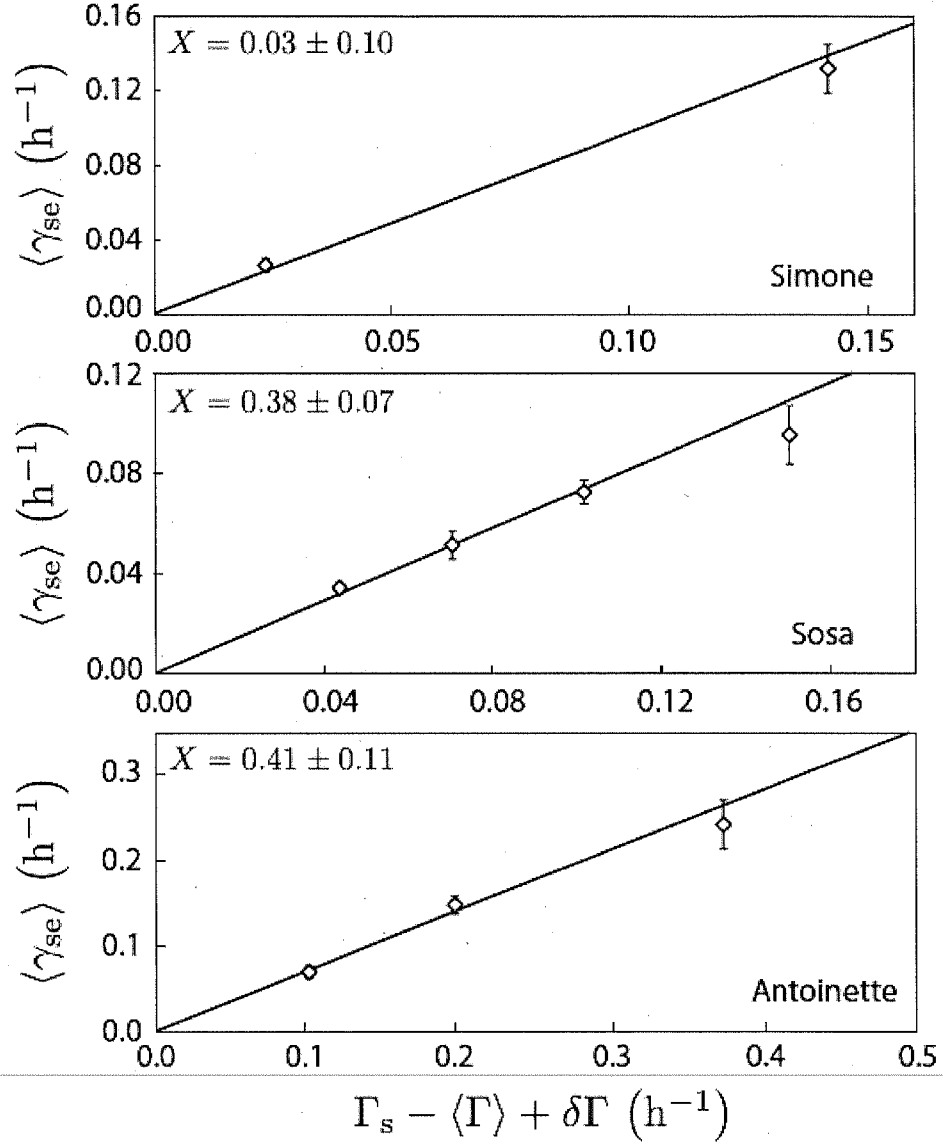 X = 0.03 ± 0.10
0.16
0.12
0.08
0.04
0.00
⟨γse⟩ (h⁻¹)
Simone
0.00 0.05 0.10 0.15
X = 0.38 ± 0.07
0.12
0.08
0.04
0.00
⟨γse⟩ (h⁻¹)
Sosa
0.00 0.04 0.08 0.12 0.16
X = 0.41 ± 0.11
0.3
0.2
0.1
0.0
⟨γse⟩ (h⁻¹)
Antoinette
0.0 0.1 0.2 0.3 0.4 0.5
Γs − ⟨Γ⟩ + δΓ (h⁻¹)